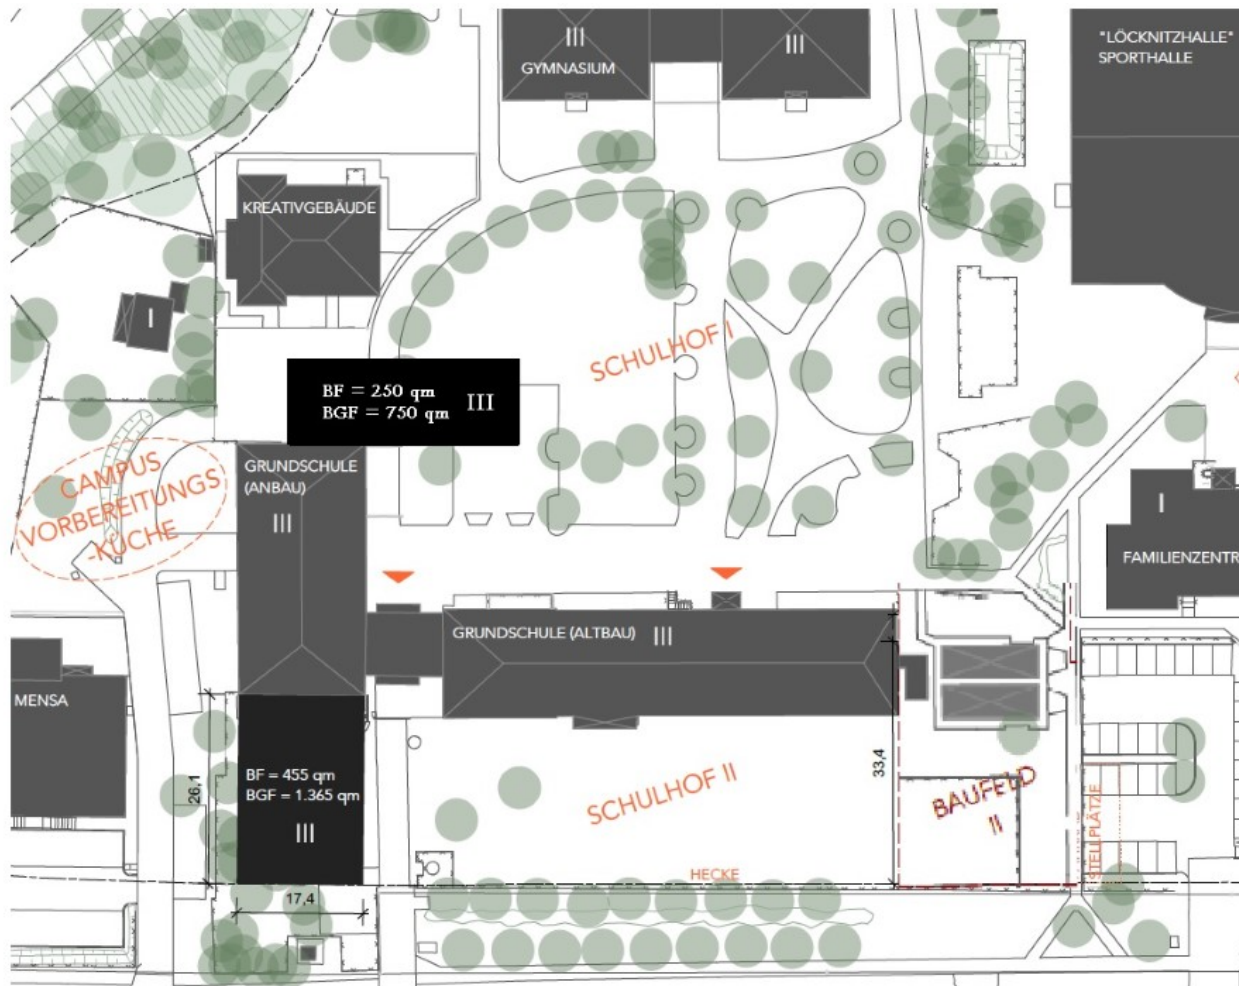 "LÖCKNITZHALLE"
SPORTHALLE
III
III
GYMNASIUM
KREATIVGEBÄUDE
I
SCHULHOF I
BF = 250 qm
BGF = 750 qm
III
GRUNDSCHULE
(ANBAU)
III
CAMPUS
VORBEREITUNGS
-KÜCHE
I
FAMILIENZENTR
GRUNDSCHULE (ALTBAU)
III
MENSA
26,1
BF = 455 qm
BGF = 1.365 qm
III
SCHULHOF II
33,4
BAUFELD
II
STELLPLÄTZE
HECKE
17,4